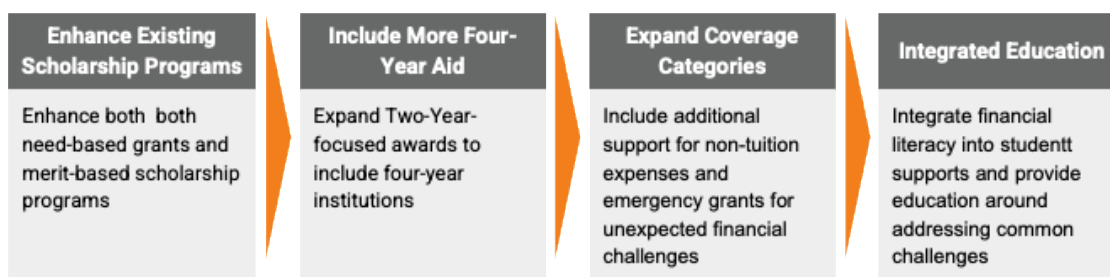 Enhance Existing
Scholarship Programs
Enhance both both
need-based grants and
merit-based scholarship
programs
Include More Four-
Year Aid
Expand Two-Year-
focused awards to
include four-year
institutions
Expand Coverage
Categories
Include additional
support for non-tuition
expenses and
emergency grants for
unexpected financial
challenges
Integrated Education
Integrate financial
literacy into studentt
supports and provide
education around
addressing common
challenges